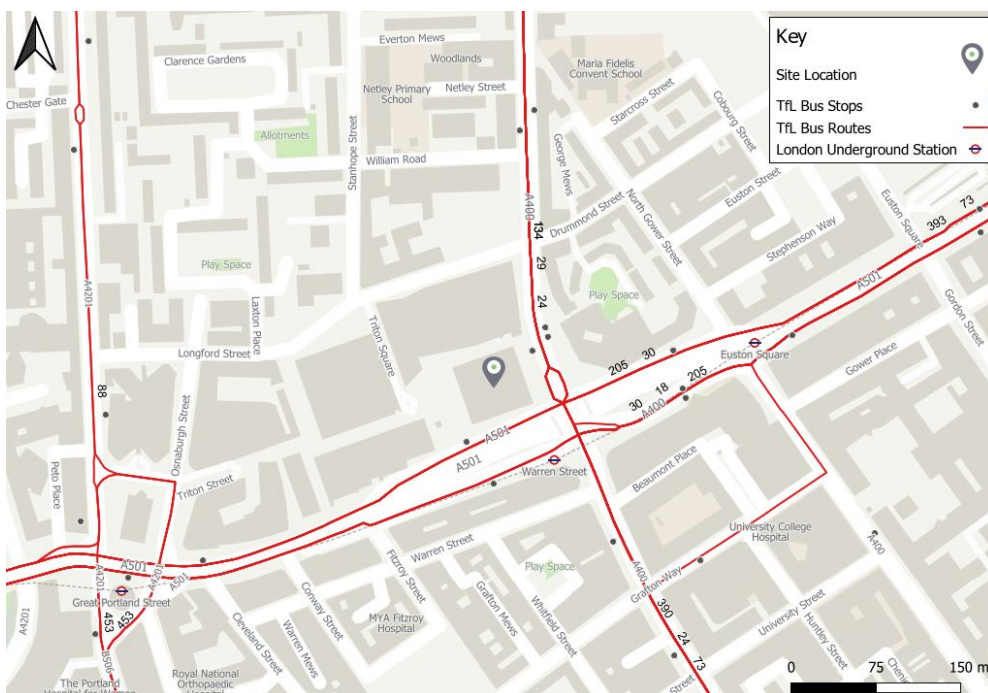 Key
Site Location
TfL Bus Stops
TfL Bus Routes
London Underground Station
Everton Mews
Clarence Gardens
Woodlands
Maria Fidelis
Convent School
Netley Primary
School
Netley Street
Chester Gate
Starcross Street
Cobourg Street
Allotments
Stanhope Street
George Mews
William Road
Euston Street
Euston Square
A400
Drummond Street
North Gower Street
Stephenson Way
393
73
134
29
24
Play Space
Laxton Place
A4201
Play Space
A501
Gordon Street
Triton Square
Longford Street
Euston Square
Gower Place
205
30
30
18
205
A400
88
Osnaburgh Street
A501
A501
Peto Place
Triton Street
Warren Street
Beaumont Place
University College
Hospital
A400
Warren Street
Fitzroy Street
A501
A4201
A4201
A501
Great Portland Street
Play Space
A400
Grafton Way
A4201
453
453
Cleveland Street
Conway Street
Warren Mews
MYA Fitzroy
Hospital
Grafton Mews
Whitfield Street
390
24
73
University Street
Huntley Street
B506
The Portland
Royal National
Orthopaedic
Street
0
75
150 m